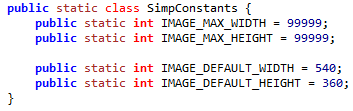 public static class SimpConstants {
    public static int IMAGE_MAX_WIDTH = 99999;
    public static int IMAGE_MAX_HEIGHT = 99999;

    public static int IMAGE_DEFAULT_WIDTH = 540;
    public static int IMAGE_DEFAULT_HEIGHT = 360;
}